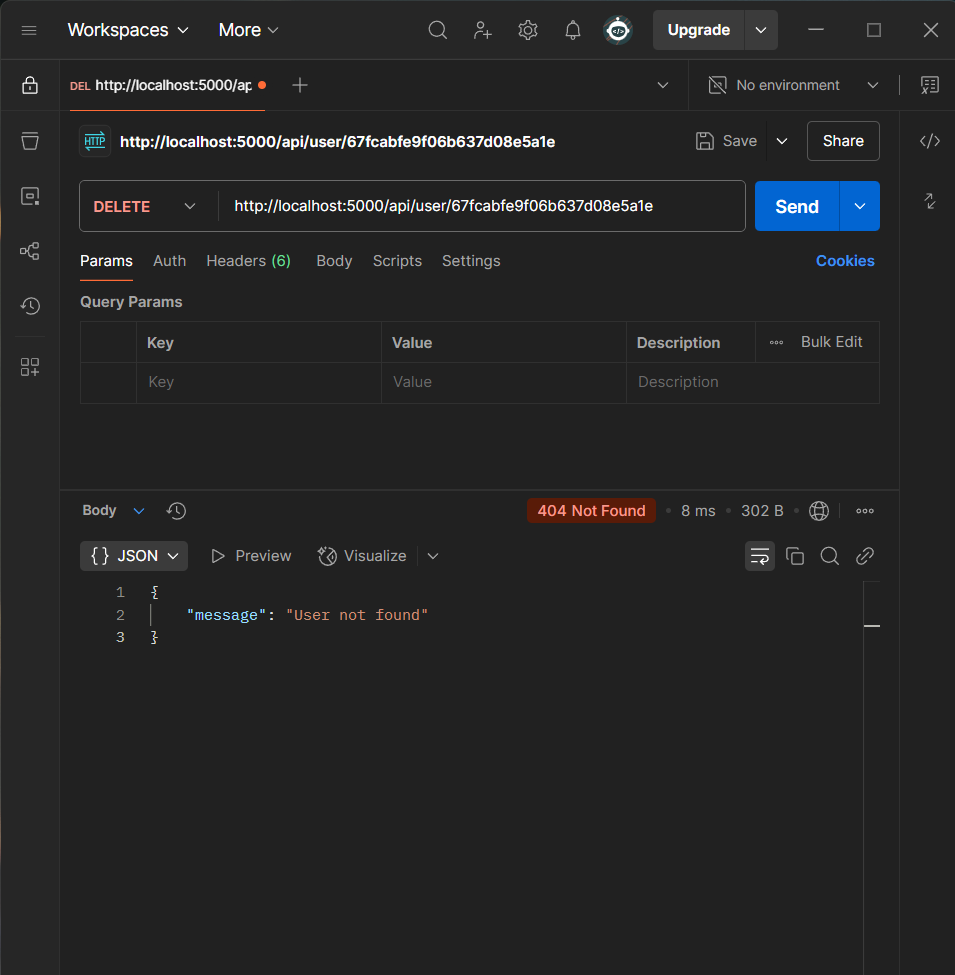 Workspaces More Upgrade
DEL http://localhost:5000/ap No environment
HTTP http://localhost:5000/api/user/67fcabfe9f06b637d08e5a1e Save Share
DELETE http://localhost:5000/api/user/67fcabfe9f06b637d08e5a1e Send
Params Auth Headers (6) Body Scripts Settings Cookies
Query Params
Key Value Description Bulk Edit
Key Value Description
Body 404 Not Found 8 ms 302 B
{} JSON Preview Visualize
1 {
2 "message": "User not found"
3 }